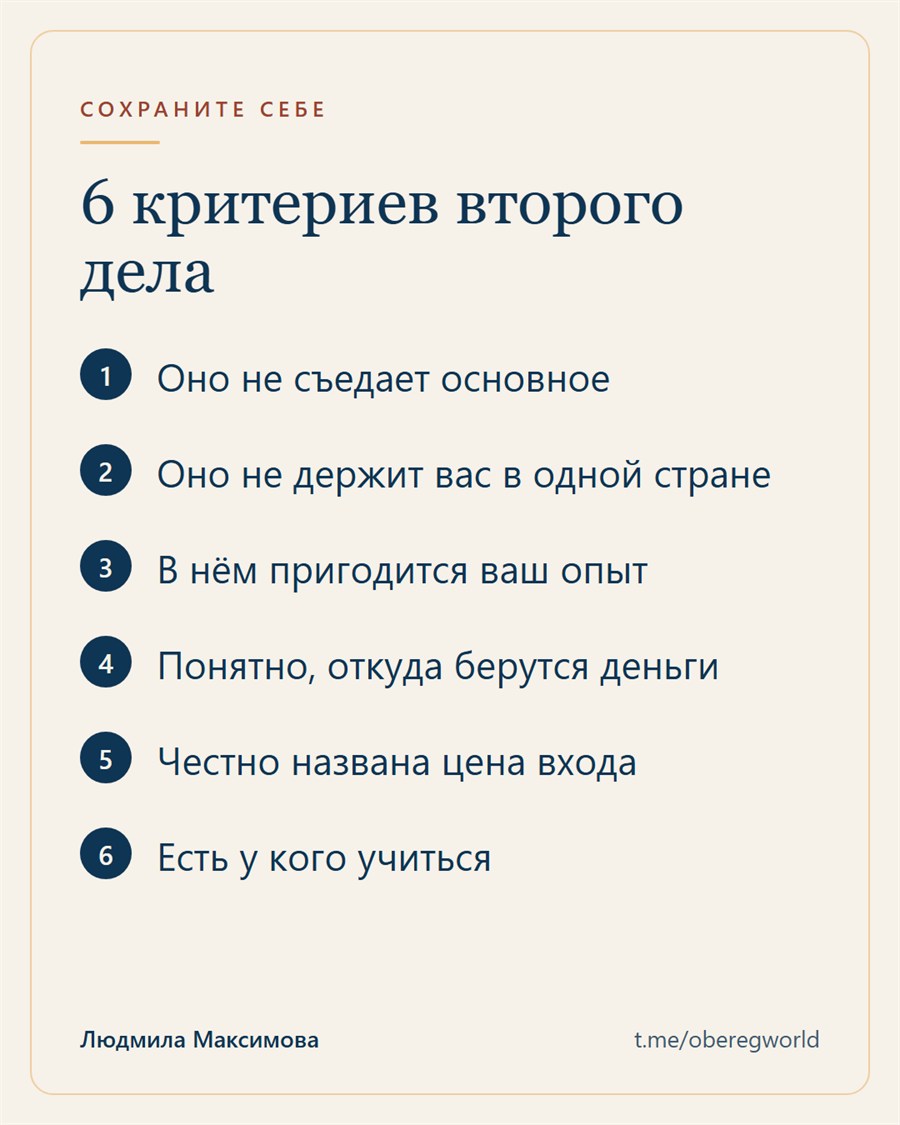 СОХРАНИТЕ СЕБЕ
6 критериев второго
дела
1 Оно не съедает основное
2 Оно не держит вас в одной стране
3 В нём пригодится ваш опыт
4 Понятно, откуда берутся деньги
5 Честно названа цена входа
6 Есть у кого учиться
Людмила Максимова
t.me/oberegworld